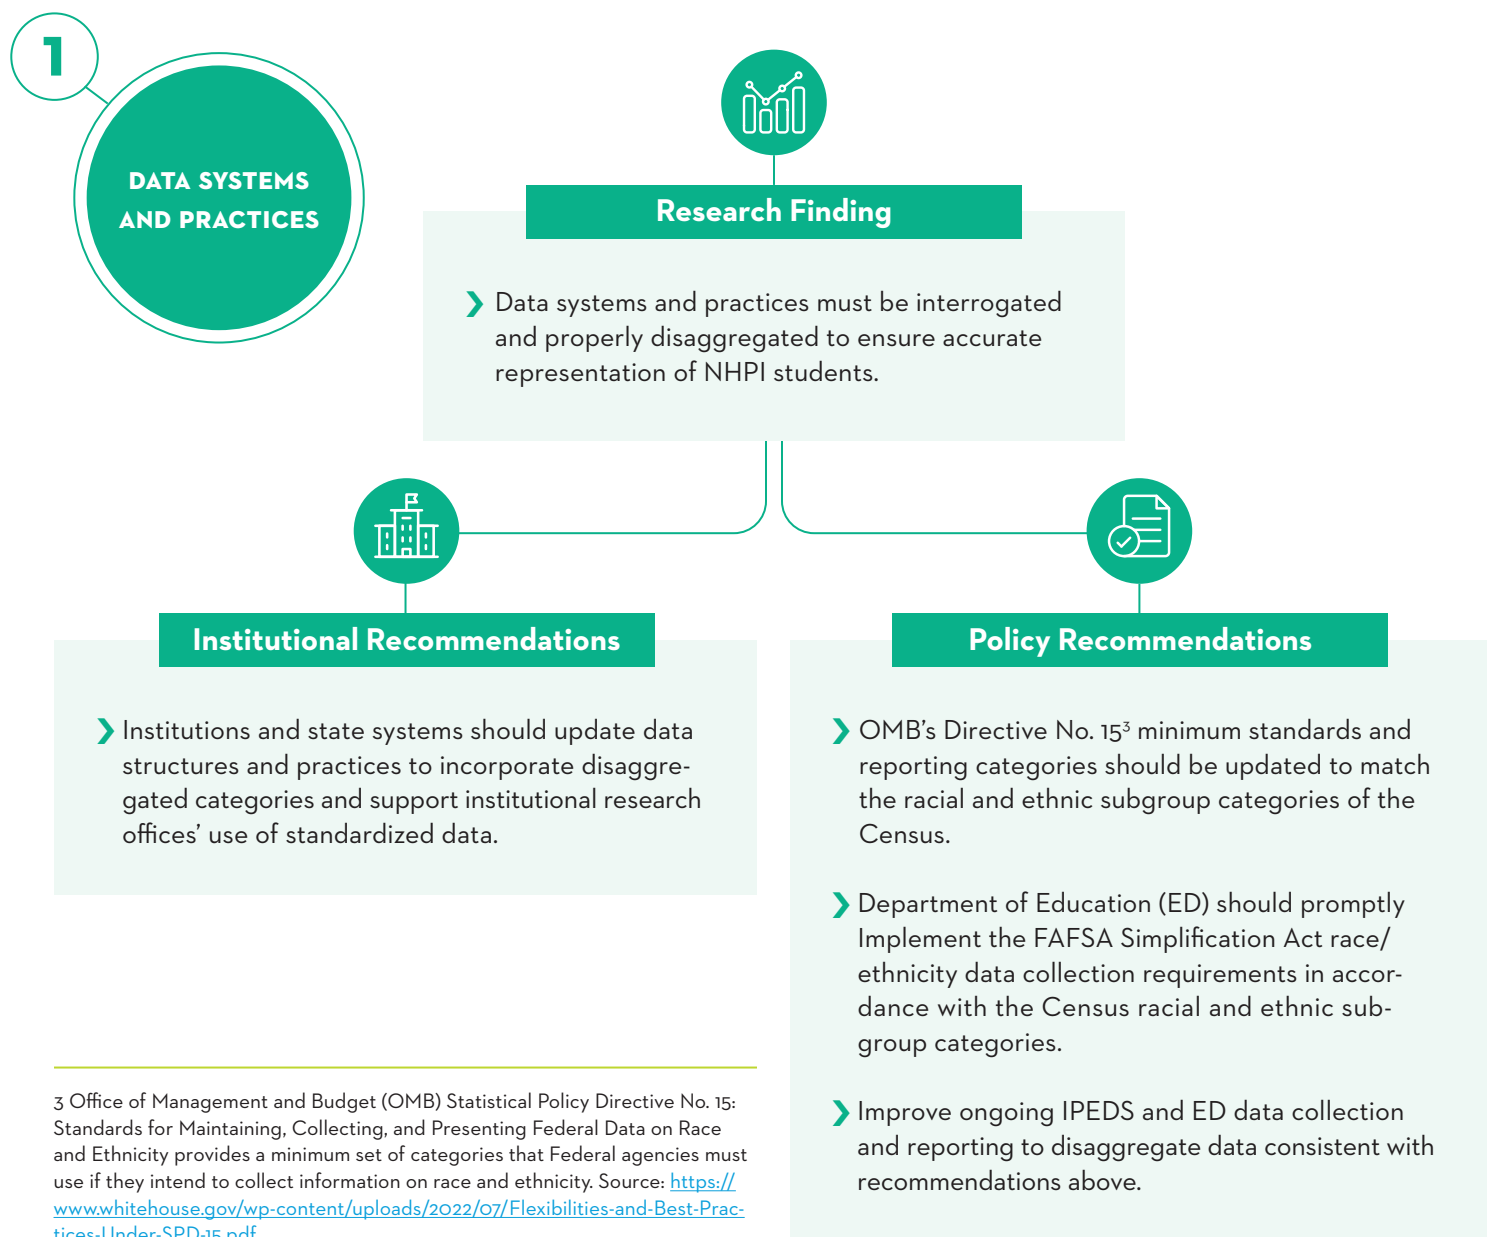 1
DATA SYSTEMS
AND PRACTICES
Research Finding
❯ Data systems and practices must be interrogated
and properly disaggregated to ensure accurate
representation of NHPI students.
Institutional Recommendations
❯ Institutions and state systems should update data
structures and practices to incorporate disaggre-
gated categories and support institutional research
offices’ use of standardized data.
Policy Recommendations
❯ OMB’s Directive No. 15³ minimum standards and
reporting categories should be updated to match
the racial and ethnic subgroup categories of the
Census.
❯ Department of Education (ED) should promptly
Implement the FAFSA Simplification Act race/
ethnicity data collection requirements in accor-
dance with the Census racial and ethnic sub-
group categories.
❯ Improve ongoing IPEDS and ED data collection
and reporting to disaggregate data consistent with
recommendations above.
3 Office of Management and Budget (OMB) Statistical Policy Directive No. 15:
Standards for Maintaining, Collecting, and Presenting Federal Data on Race
and Ethnicity provides a minimum set of categories that Federal agencies must
use if they intend to collect information on race and ethnicity. Source: https://
www.whitehouse.gov/wp-content/uploads/2022/07/Flexibilities-and-Best-Prac-
tices-Under-SPD-15.pdf